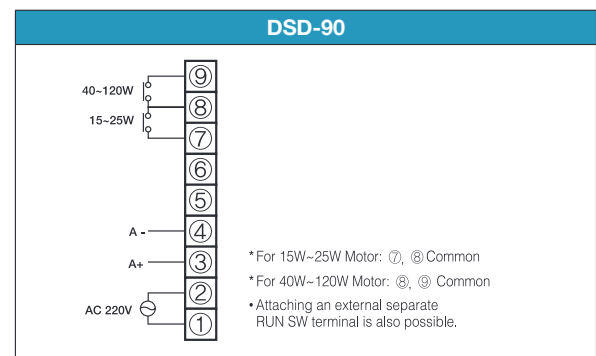 DSD-90
⑨
40~120W
⑧
15~25W
⑦
⑥
⑤
A - ④
A+ ③
②
AC 220V
①
* For 15W~25W Motor: ⑦, ⑧ Common
* For 40W~120W Motor: ⑧, ⑨ Common
• Attaching an external separate
RUN SW terminal is also possible.